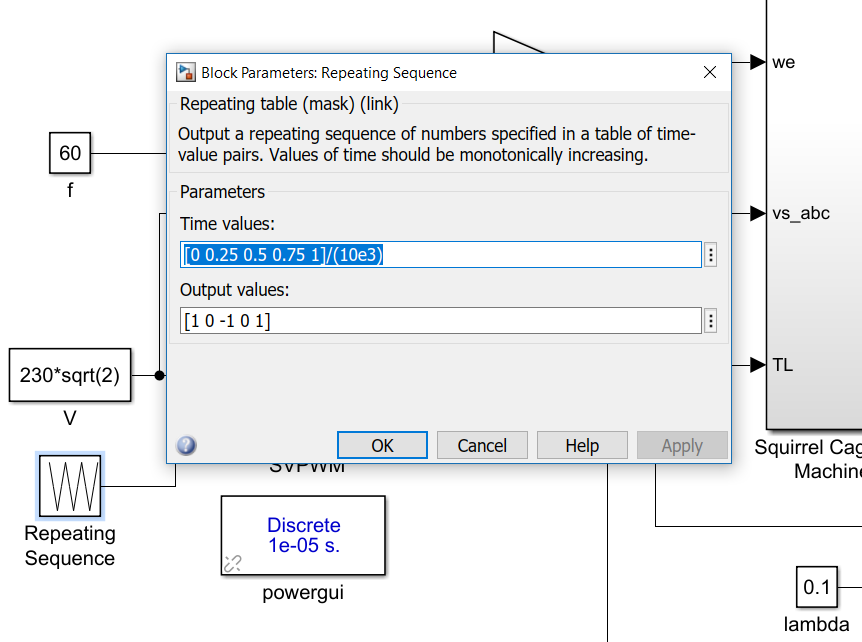 Block Parameters: Repeating Sequence
Repeating table (mask) (link)
Output a repeating sequence of numbers specified in a table of time-
value pairs. Values of time should be monotonically increasing.
Parameters
Time values:
[0 0.25 0.5 0.75 1]/(10e3)
Output values:
[1 0 -1 0 1]
OK
Cancel
Help
Apply
we
60
f
vs_abc
230*sqrt(2)
V
TL
SVPWM
Squirrel Cag
Machine
Repeating
Sequence
Discrete
1e-05 s.
powergui
0.1
lambda